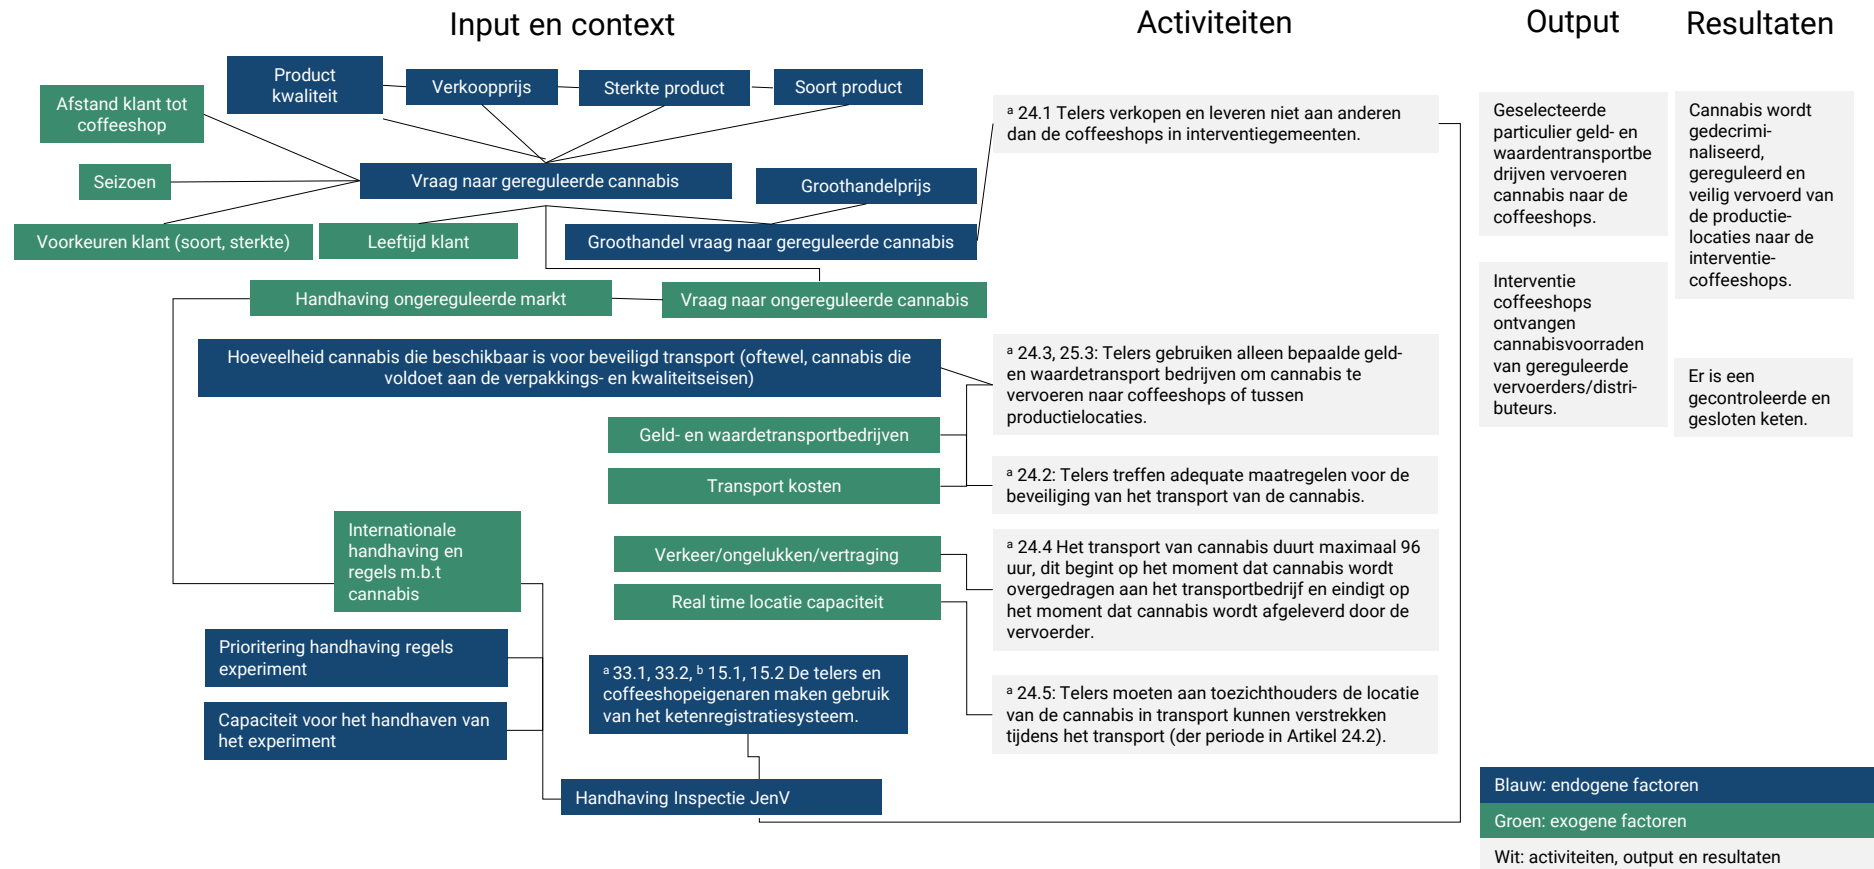 Input en context
Activiteiten
Output
Resultaten
Product
kwaliteit
Verkoopprijs
Sterkte product
Soort product
Afstand klant tot
coffeeshop
Seizoen
Vraag naar gereguleerde cannabis
Groothandelprijs
Voorkeuren klant (soort, sterkte)
Leeftijd klant
Groothandel vraag naar gereguleerde cannabis
Handhaving ongereguleerde markt
Vraag naar ongereguleerde cannabis
Hoeveelheid cannabis die beschikbaar is voor beveiligd transport (oftewel, cannabis die
voldoet aan de verpakkings- en kwaliteitseisen)
Geld- en waardetransportbedrijven
Transport kosten
Internationale
handhaving en
regels m.b.t
cannabis
Verkeer/ongelukken/vertraging
Real time locatie capaciteit
Prioritering handhaving regels
experiment
Capaciteit voor het handhaven van
het experiment
ᵃ 33.1, 33.2, ᵇ 15.1, 15.2 De telers en
coffeeshopeigenaren maken gebruik
van het ketenregistratiesysteem.
Handhaving Inspectie JenV
ᵃ 24.1 Telers verkopen en leveren niet aan anderen
dan de coffeeshops in interventiegemeenten.
ᵃ 24.3, 25.3: Telers gebruiken alleen bepaalde geld-
en waardetransport bedrijven om cannabis te
vervoeren naar coffeeshops of tussen
productielocaties.
ᵃ 24.2: Telers treffen adequate maatregelen voor de
beveiliging van het transport van de cannabis.
ᵃ 24.4 Het transport van cannabis duurt maximaal 96
uur, dit begint op het moment dat cannabis wordt
overgedragen aan het transportbedrijf en eindigt op
het moment dat cannabis wordt afgeleverd door de
vervoerder.
ᵃ 24.5: Telers moeten aan toezichthouders de locatie
van de cannabis in transport kunnen verstrekken
tijdens het transport (der periode in Artikel 24.2).
Geselecteerde
particulier geld- en
waardentransportbe
drijven vervoeren
cannabis naar de
coffeeshops.
Interventie
coffeeshops
ontvangen
cannabisvoorraden
van gereguleerde
vervoerders/distri-
buteurs.
Cannabis wordt
gedecrimi-
naliseerd,
gereguleerd en
veilig vervoerd van
de productie-
locaties naar de
interventie-
coffeeshops.
Er is een
gecontroleerde en
gesloten keten.
Blauw: endogene factoren
Groen: exogene factoren
Wit: activiteiten, output en resultaten